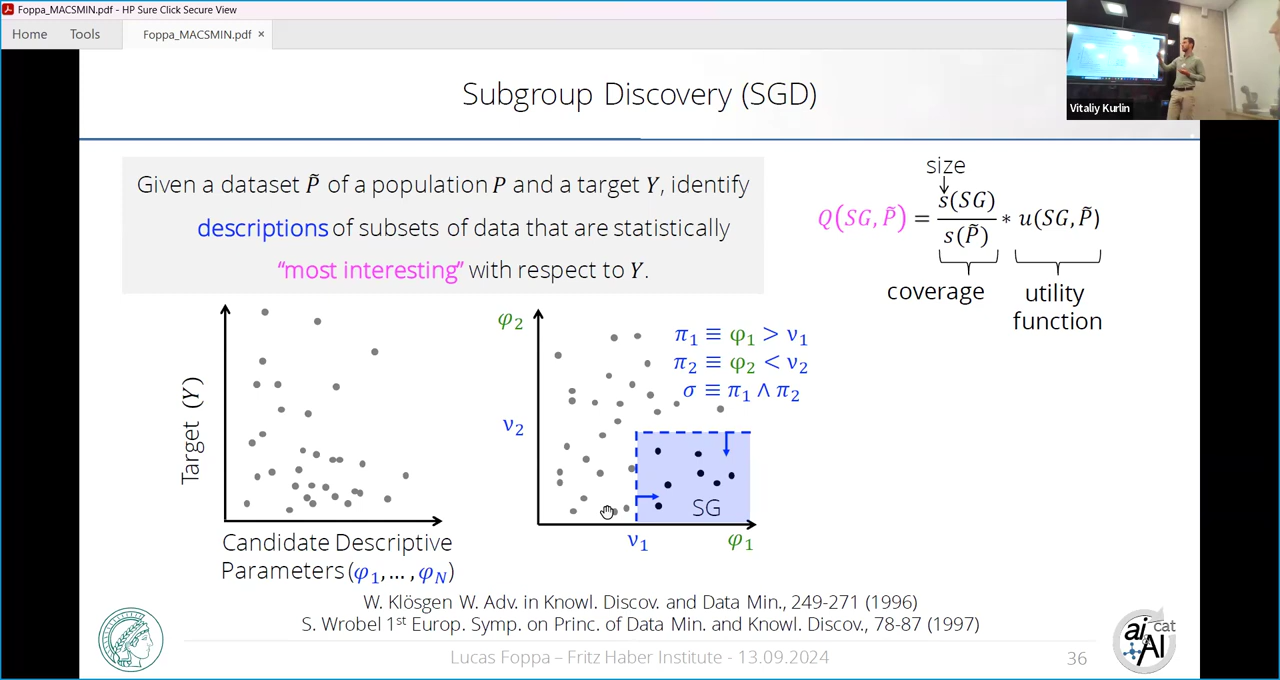 Foppa_MACSMIN.pdf - HP Sure Click Secure View
Home Tools Foppa_MACSMIN.pdf ×
Vitaliy Kurlin
Subgroup Discovery (SGD)
Given a dataset P̃ of a population P and a target Y, identify
descriptions of subsets of data that are statistically
“most interesting” with respect to Y.
size
Q(SG, P̃) = s(SG) / s(P̃) * u(SG, P̃)
coverage
utility
function
Target (Y)
Candidate Descriptive
Parameters (φ1, ... , φN)
φ2
π1 ≡ φ1 > ν1
π2 ≡ φ2 < ν2
σ ≡ π1 ∧ π2
ν2
SG
ν1
φ1
W. Klösgen W. Adv. in Knowl. Discov. and Data Min., 249-271 (1996)
S. Wrobel 1st Europ. Symp. on Princ. of Data Min. and Knowl. Discov., 78-87 (1997)
Lucas Foppa – Fritz Haber Institute - 13.09.2024
36
ai cat
AI